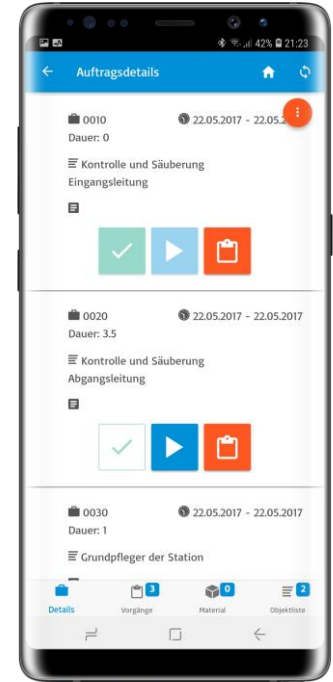 42% 21:23
Auftragsdetails
0010 22.05.2017 - 22.05.2
Dauer: 0
Kontrolle und Säuberung
Eingangsleitung
0020 22.05.2017 - 22.05.2017
Dauer: 3.5
Kontrolle und Säuberung
Abgangsleitung
0030 22.05.2017 - 22.05.2017
Dauer: 1
Grundpfleger der Station
3 0 2
Details Vorgänge Material Objektliste